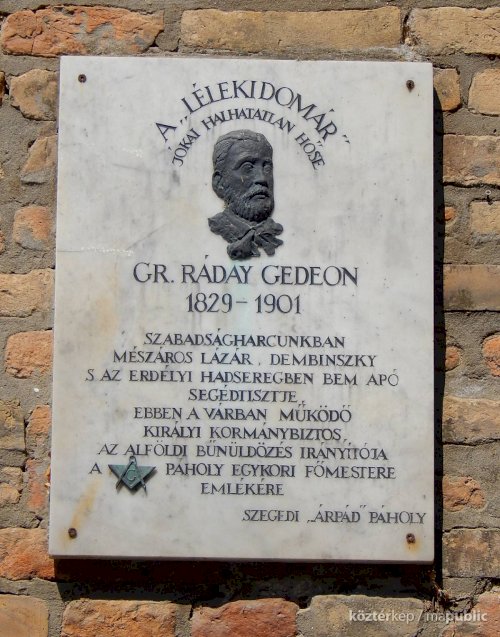 A „LÉLEKIDOMÁR”
JÓKAI HALHATATLAN HŐSE
GR. RÁDAY GEDEON
1829-1901
SZABADSÁGHARCUNKBAN
MÉSZÁROS LÁZÁR, DEMBINSZKY
S AZ ERDÉLYI HADSEREGBEN BEM APÓ
SEGÉDTISZTJE,
EBBEN A VÁRBAN MŰKÖDŐ
KIRÁLYI KORMÁNYBIZTOS,
AZ ALFÖLDI BŰNÜLDÖZÉS IRÁNYÍTÓJA
A G PÁHOLY EGYKORI FŐMESTERE
EMLÉKÉRE
SZEGEDI „ÁRPÁD” PÁHOLY
köztérkép / mapublic